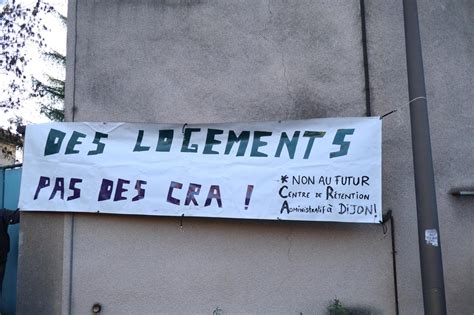 DES LOGEMENTS
PAS DES CRA !
* NON AU FUTUR
CENTRE DE RÉTENTION
ADMINISTRATIF À DIJON!